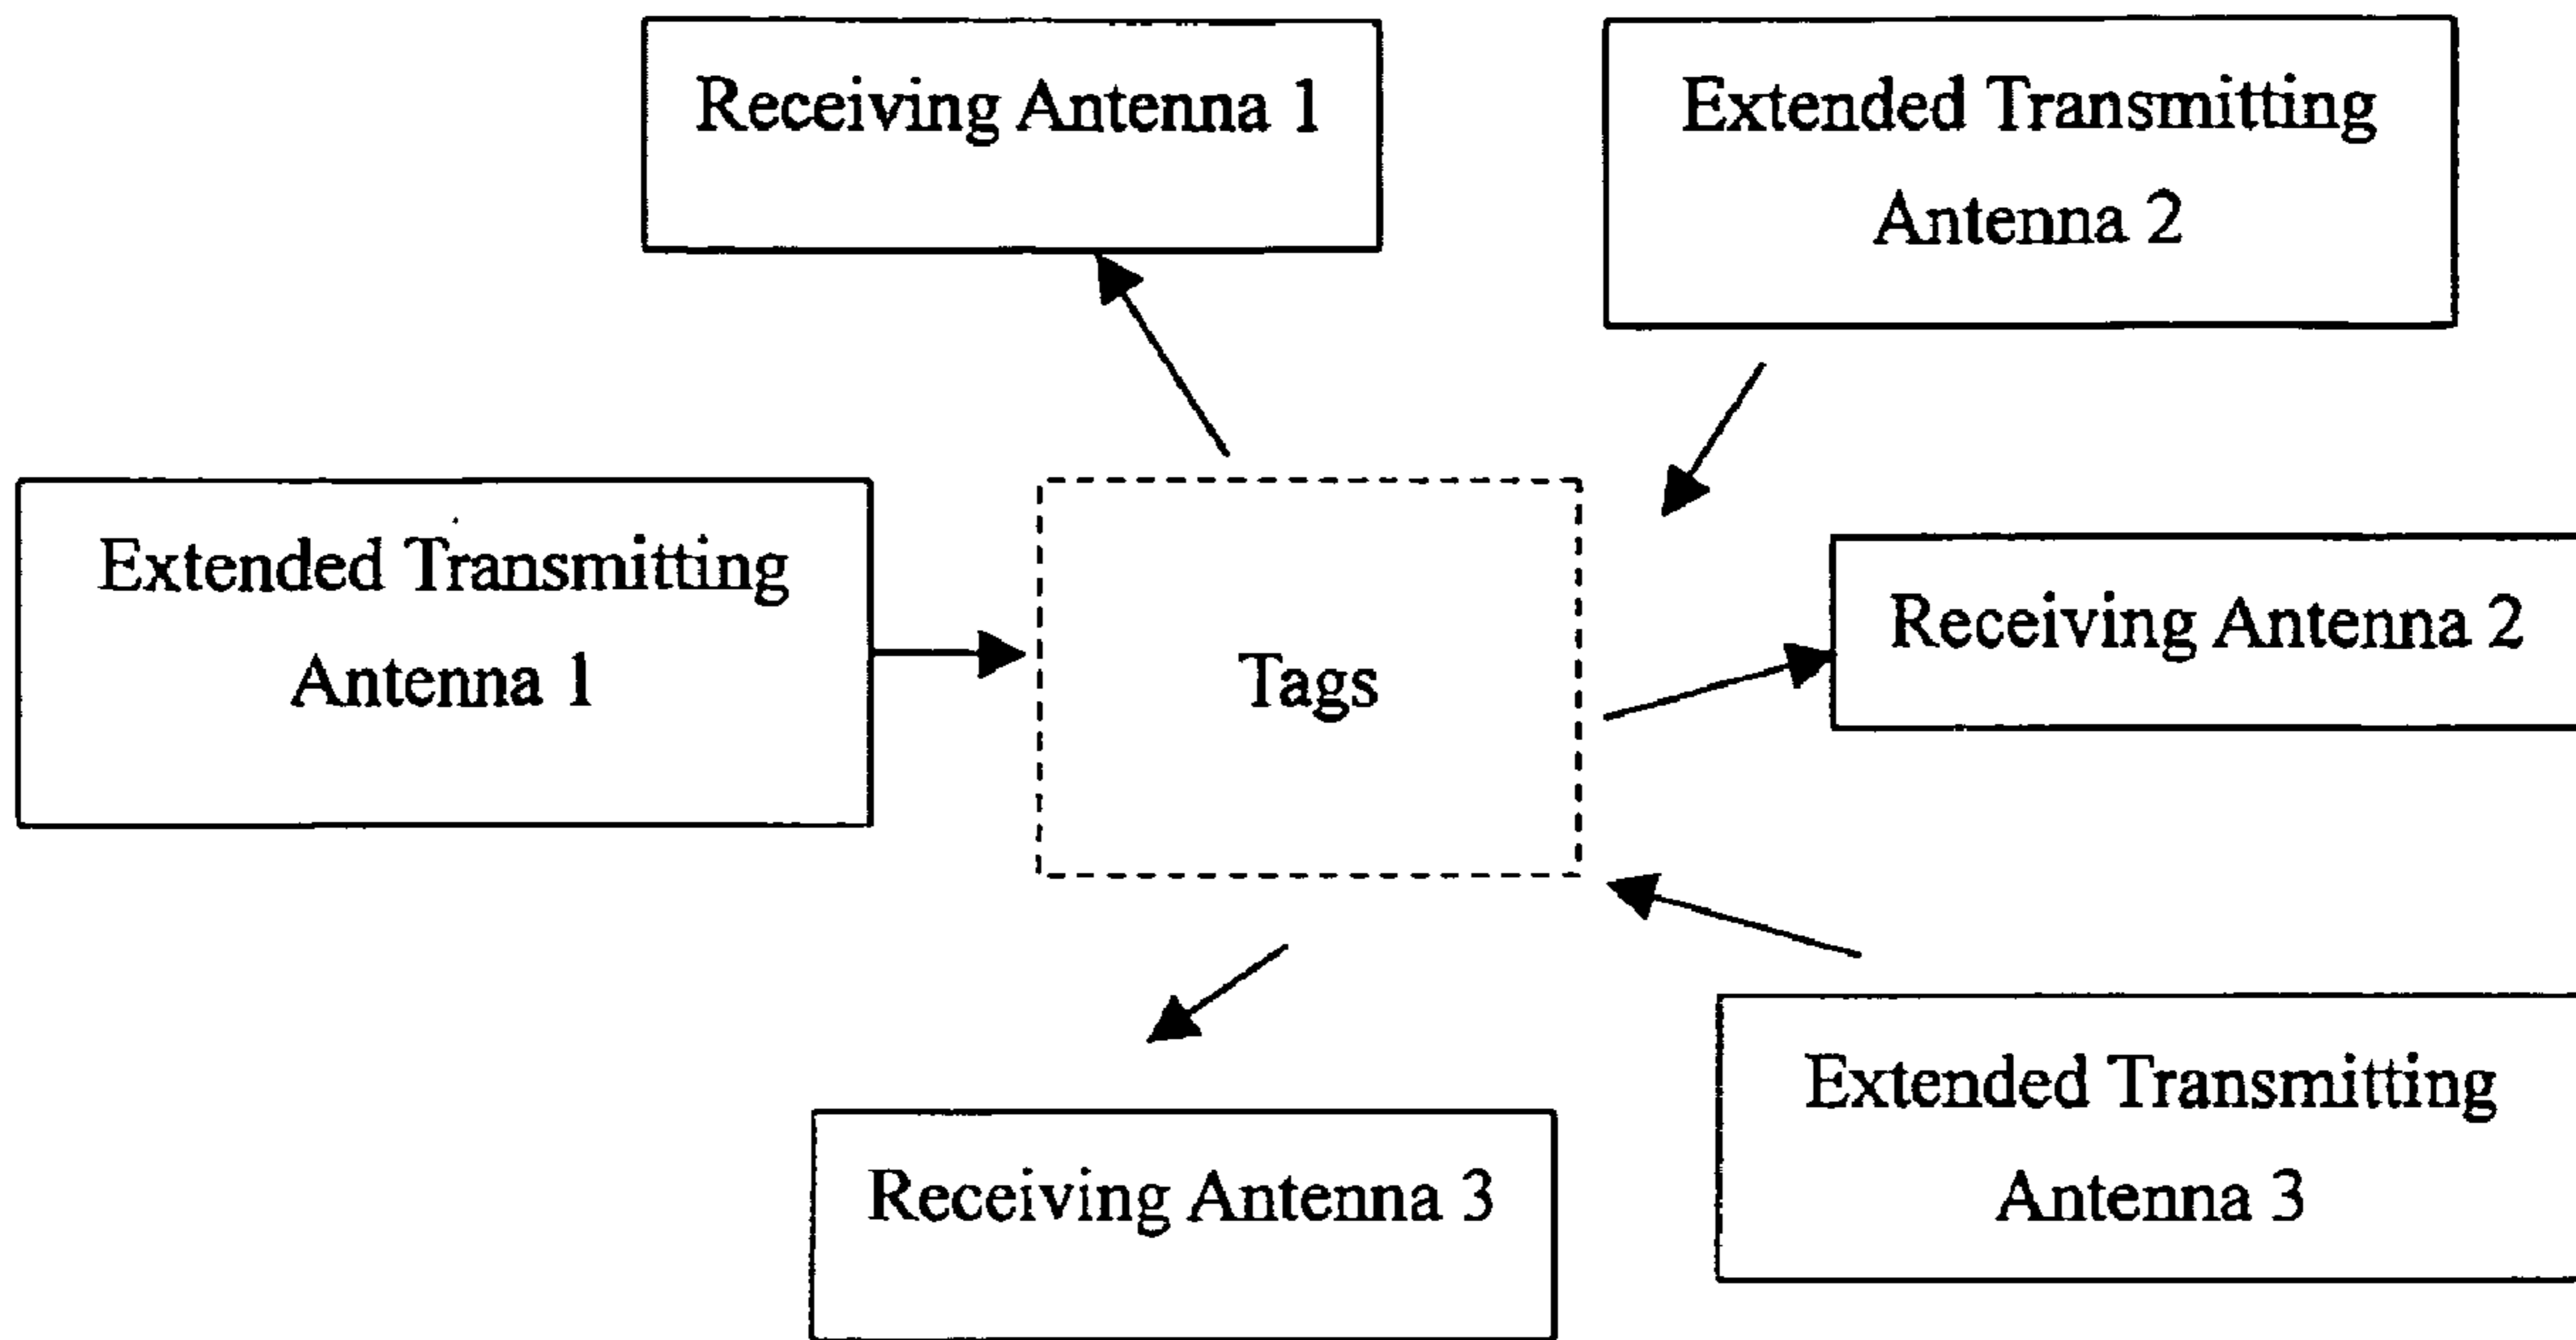 Receiving Antenna 1
Extended Transmitting
Antenna 2
Extended Transmitting
Antenna 1
Tags
Receiving Antenna 2
Receiving Antenna 3
Extended Transmitting
Antenna 3